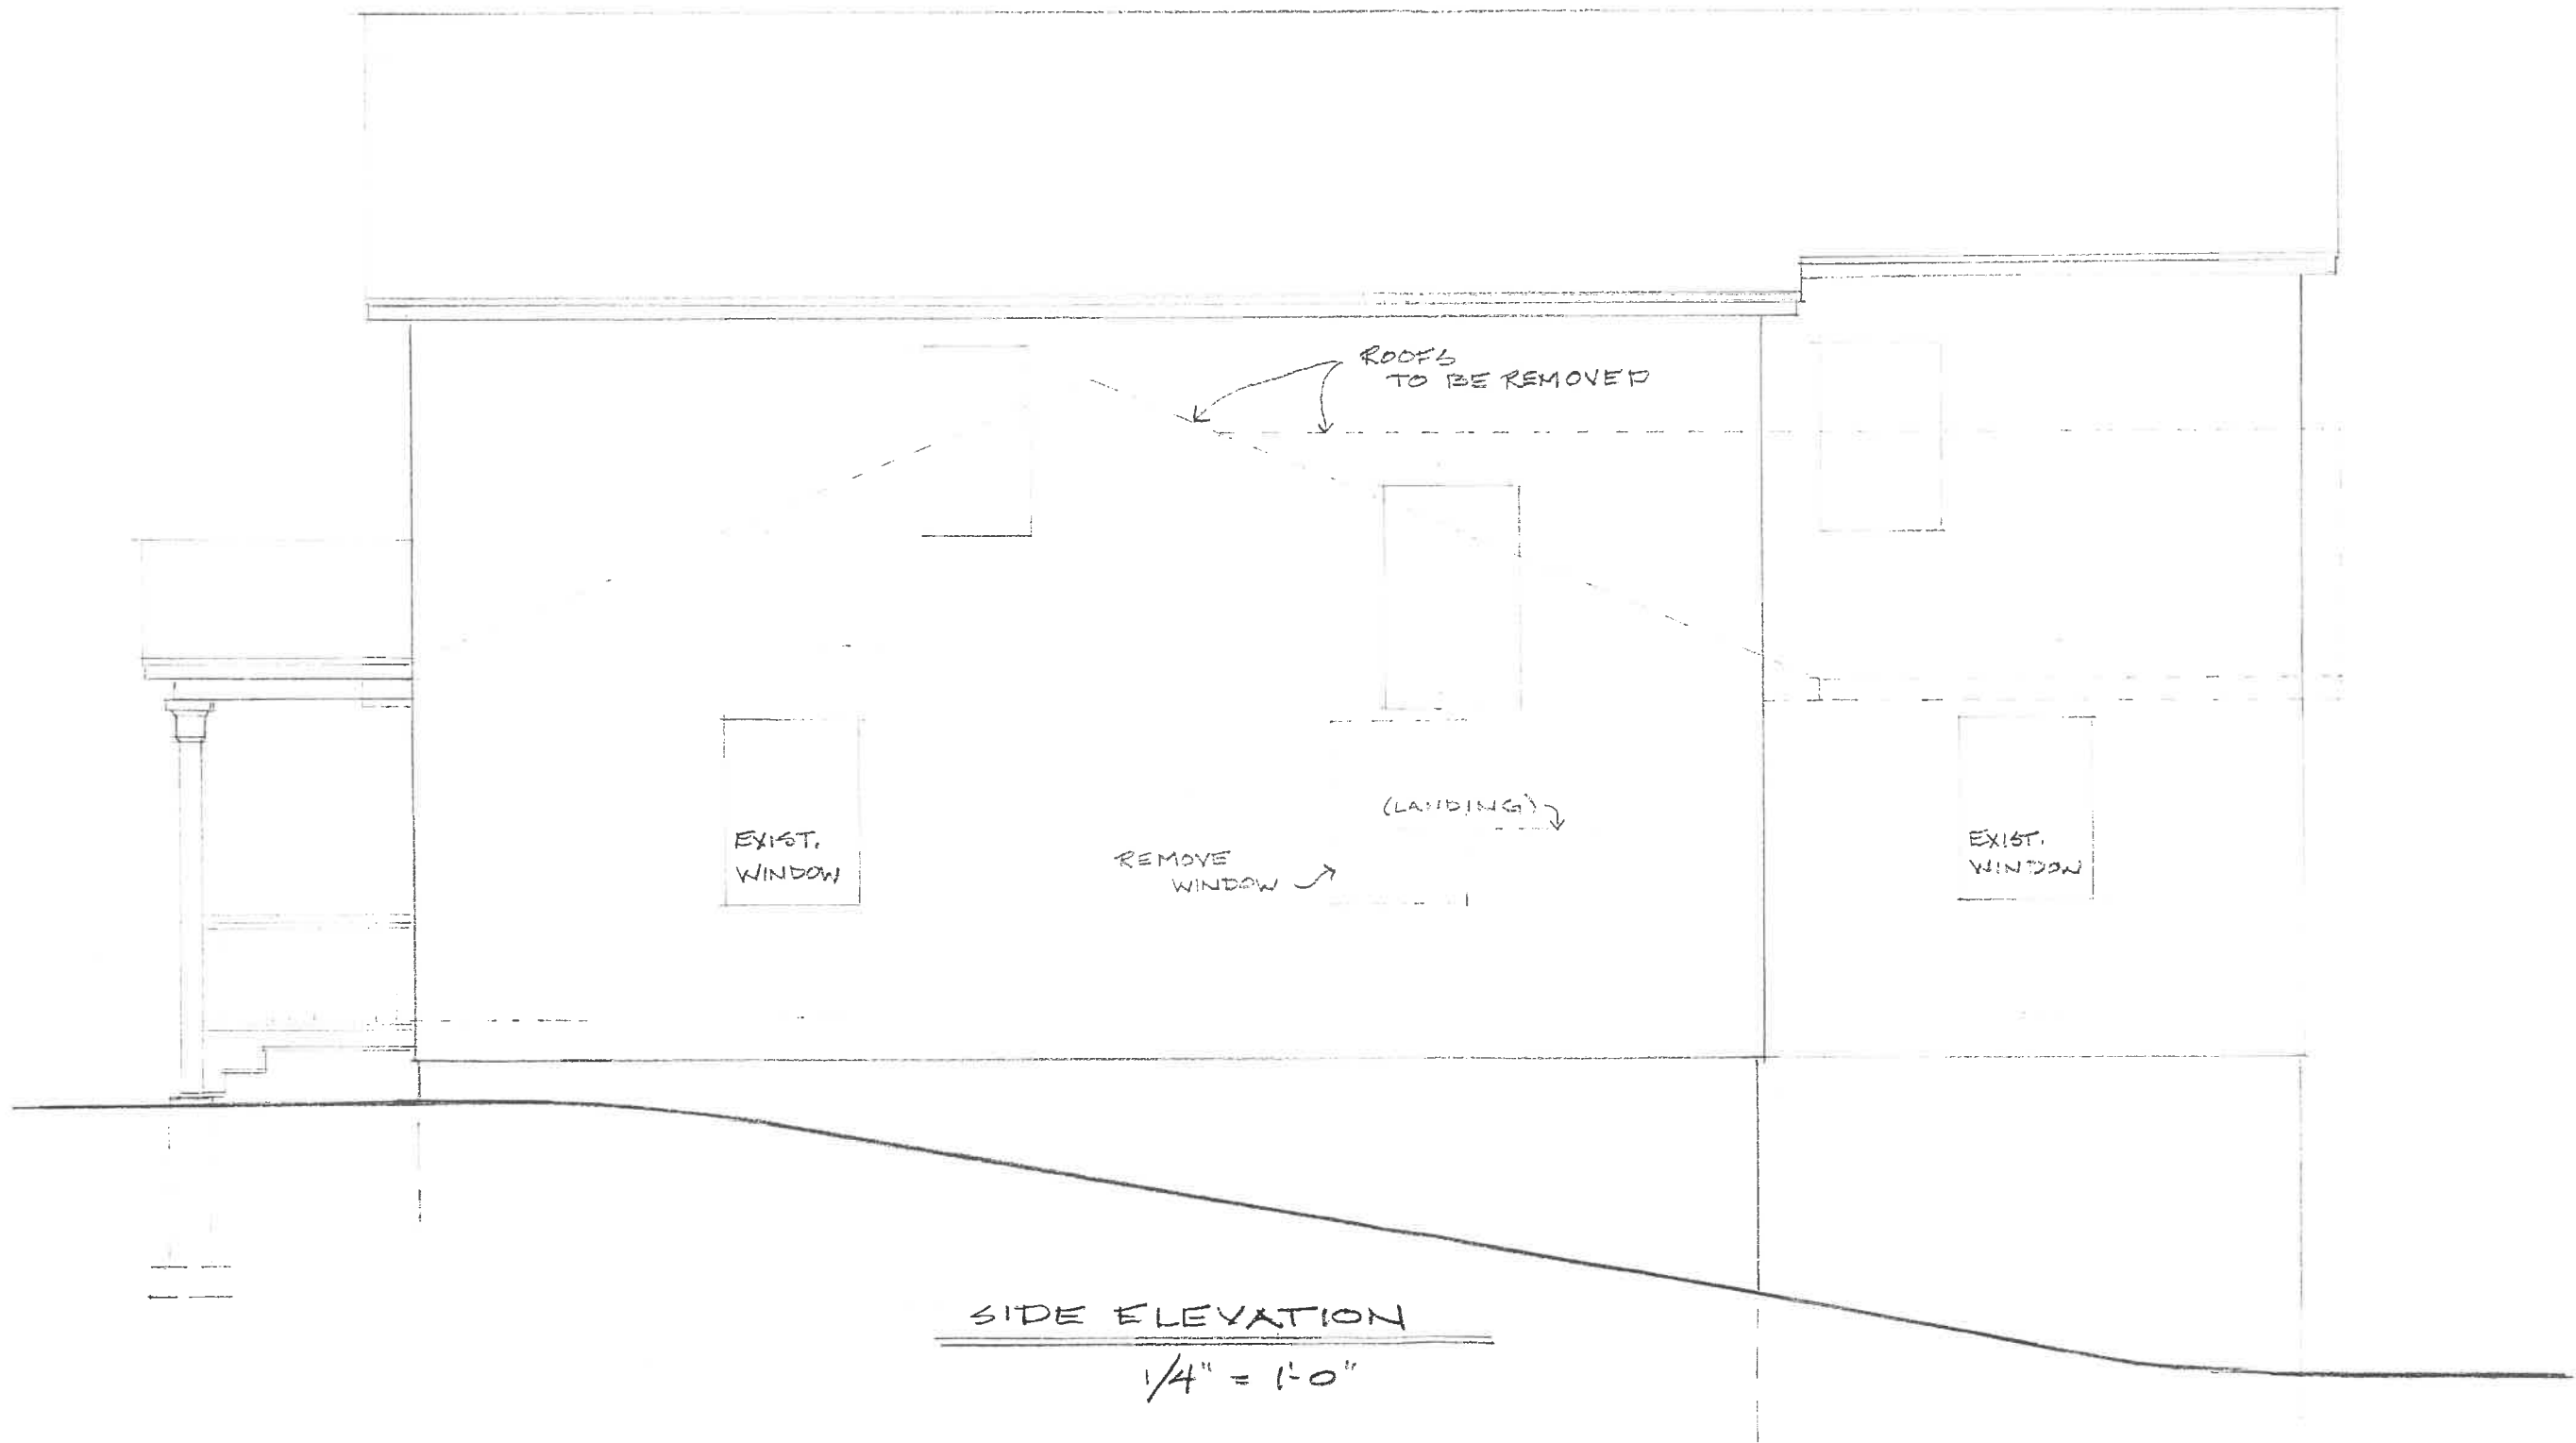 ROOFS
TO BE REMOVED
(LANDING)
EXIST.
WINDOW
REMOVE
WINDOW
EXIST.
WINDOW
SIDE ELEVATION
1/4" = 1'-0"